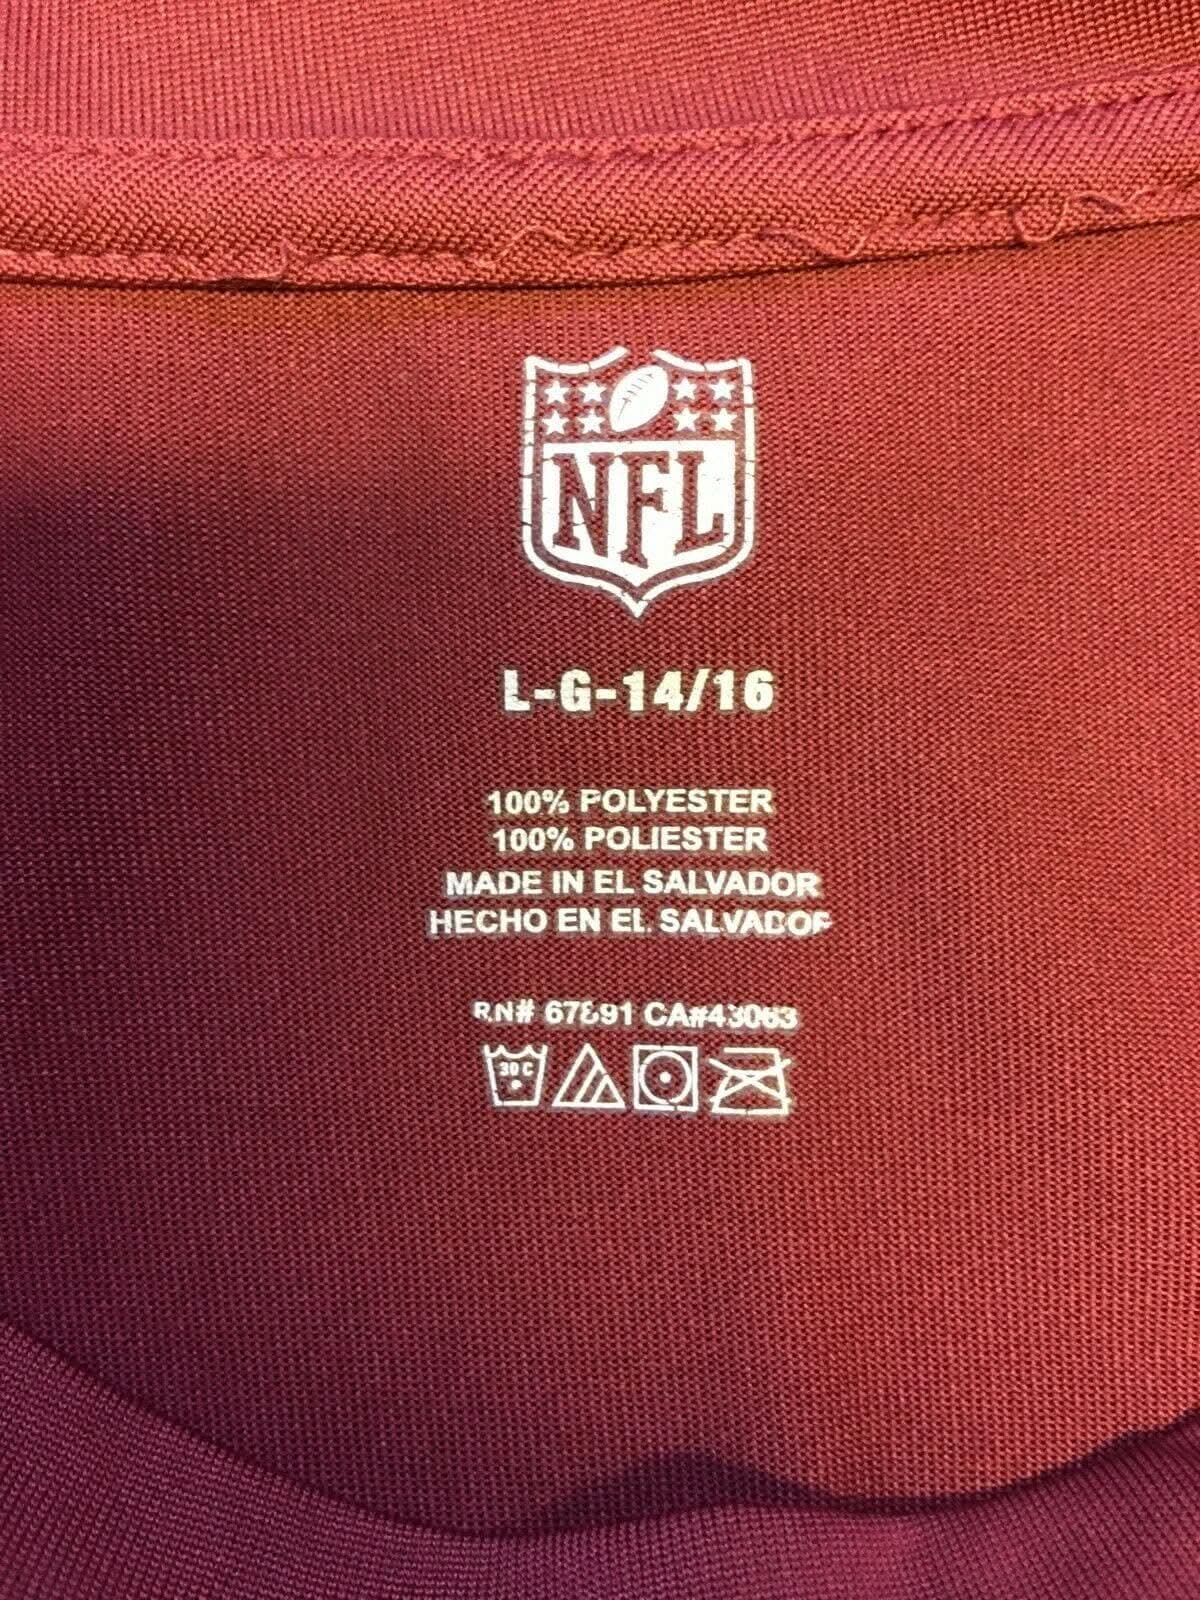 NFL
L-G-14/16
100% POLYESTER
100% POLIESTER
MADE IN EL SALVADOR
HECHO EN EL SALVADOR
RN# 67891 CA#43063
30 C